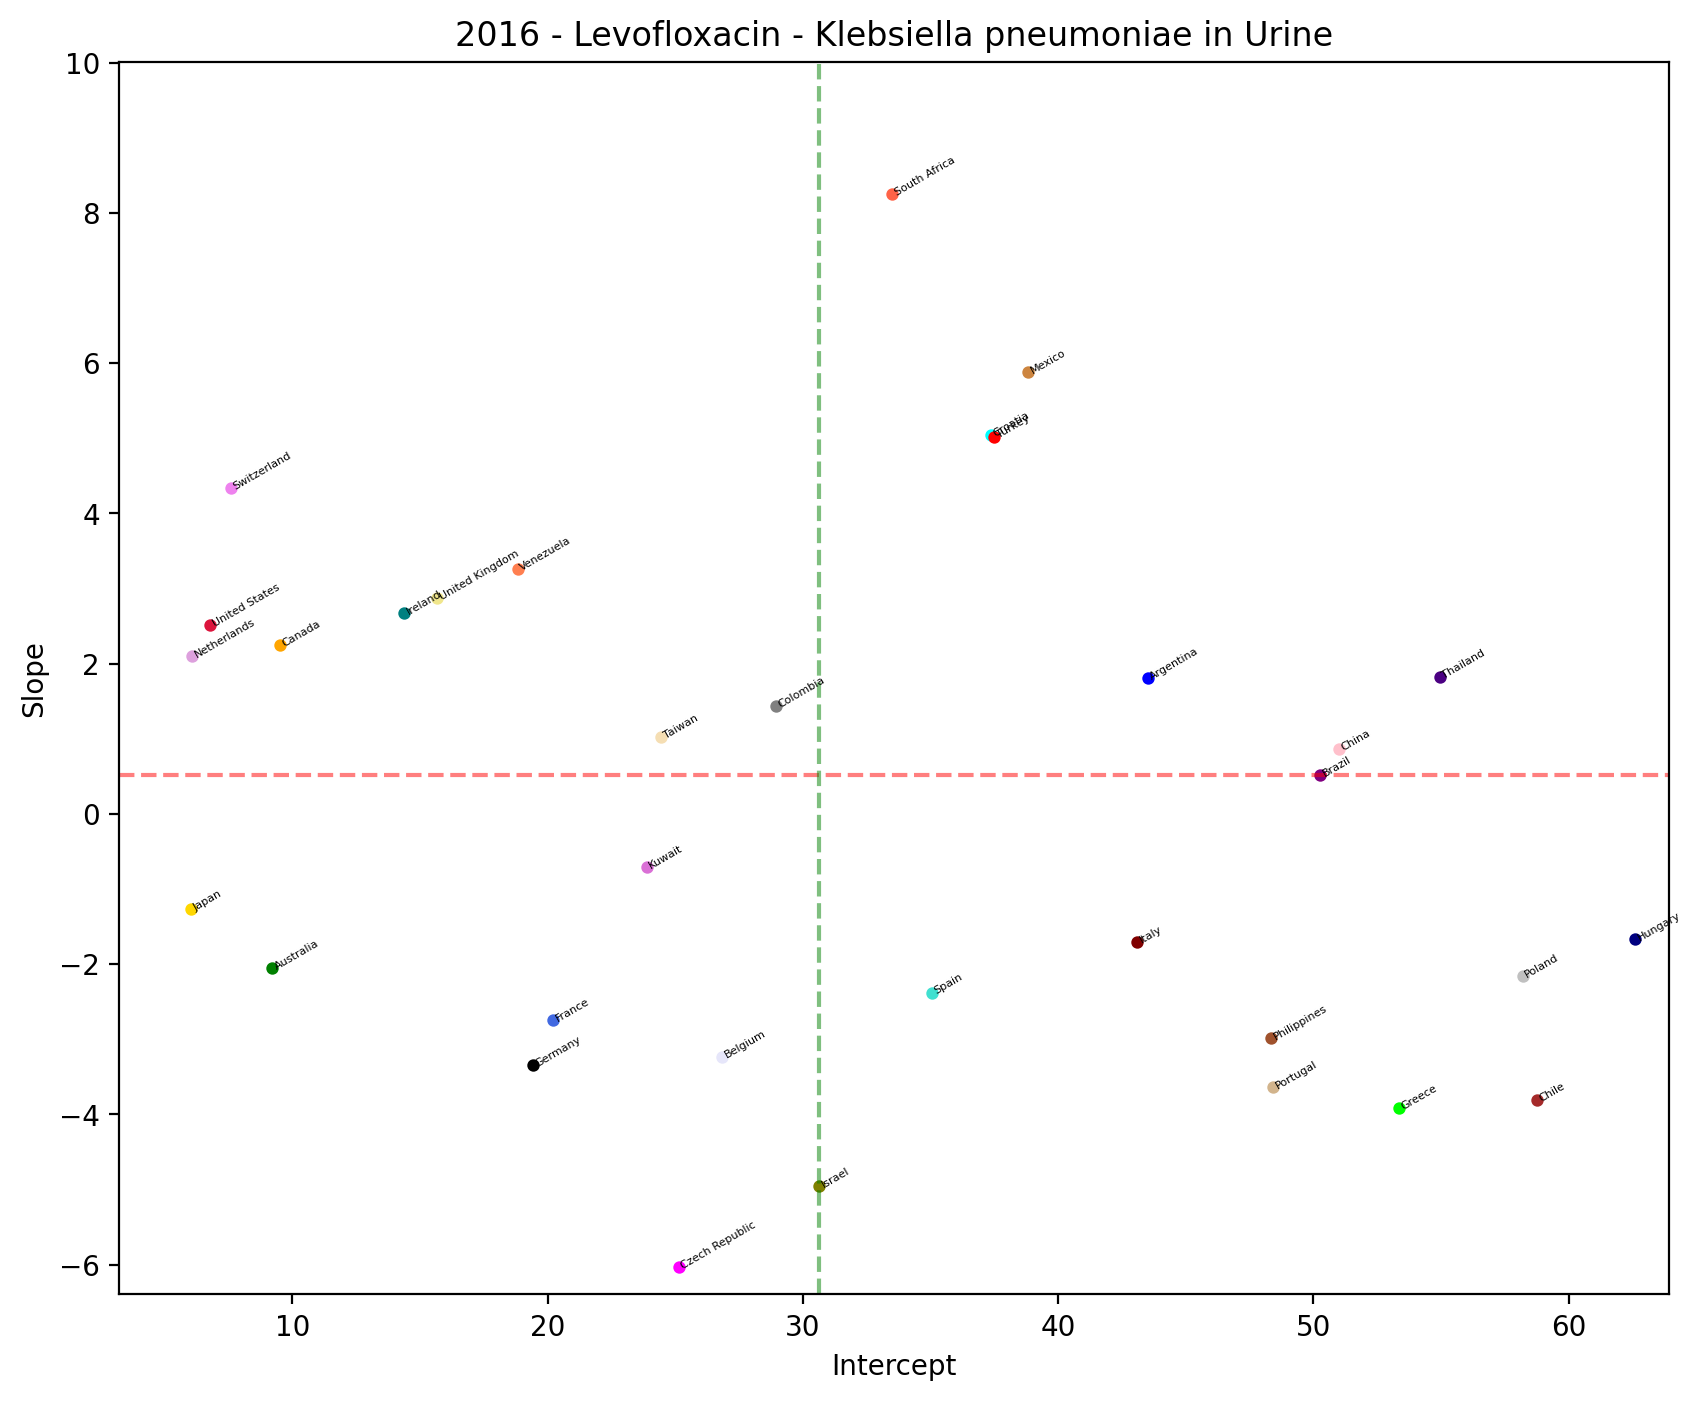 2016 - Levofloxacin - Klebsiella pneumoniae in Urine
10
South Africa
8
Mexico
6
Croatia
Turkey
Switzerland
4
Venezuela
United Kingdom
Ireland
United States
Canada
Netherlands
2
Thailand
Argentina
Colombia
Taiwan
China
Brazil
0
Kuwait
Japan
Hungary
Italy
Australia
−2
Poland
Spain
France
Philippines
Belgium
Germany
Portugal
Chile
Greece
−4
Israel
Czech Republic
−6
Slope
10 20 30 40 50 60
Intercept